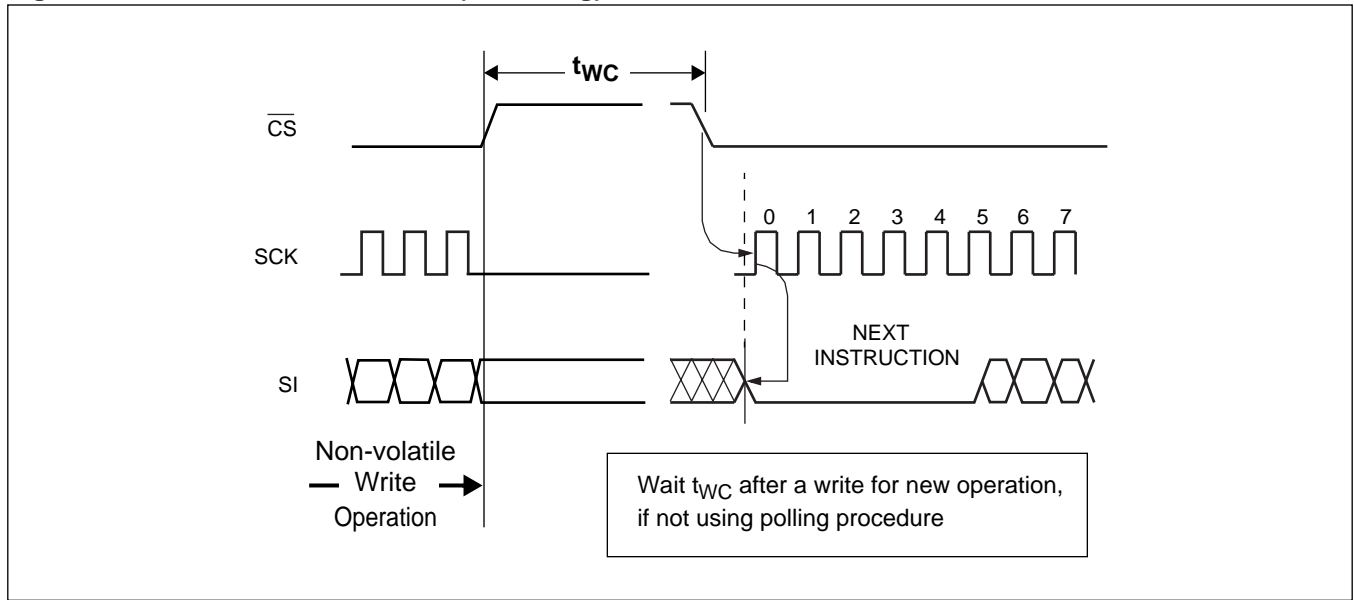 tWC
CS
SCK
0 1 2 3 4 5 6 7
NEXT
INSTRUCTION
SI
Non-volatile
Write
Operation
Wait tWC after a write for new operation,
if not using polling procedure